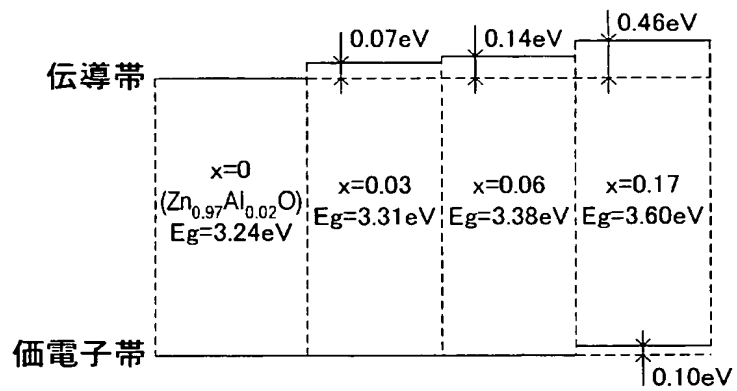 0.07eV
0.14eV
0.46eV
伝導帯
x=0
(Zn0.97Al0.02O)
Eg=3.24eV
x=0.03
Eg=3.31eV
x=0.06
Eg=3.38eV
x=0.17
Eg=3.60eV
価電子帯
0.10eV